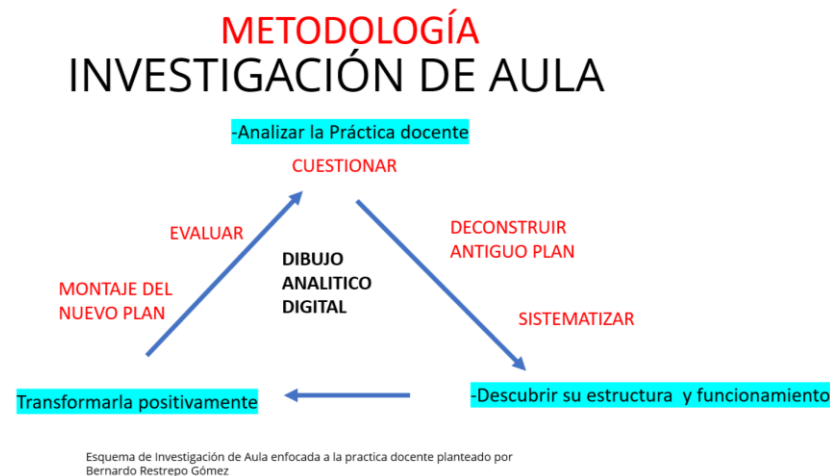 METODOLOGÍA
INVESTIGACIÓN DE AULA
-Analizar la Práctica docente
CUESTIONAR
EVALUAR
DECONSTRUIR
ANTIGUO PLAN
DIBUJO
ANALITICO
DIGITAL
MONTAJE DEL
NUEVO PLAN
SISTEMATIZAR
Transformarla positivamente
-Descubrir su estructura y funcionamiento
Esquema de Investigación de Aula enfocada a la practica docente planteado por
Bernardo Restrepo Gómez